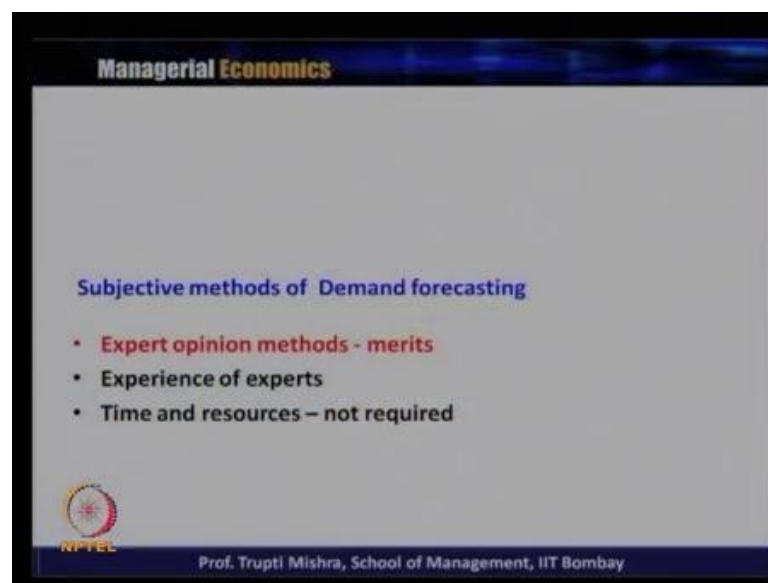 Managerial Economics
Subjective methods of Demand forecasting
• Expert opinion methods - merits
• Experience of experts
• Time and resources – not required
NPTEL
Prof. Trupti Mishra, School of Management, IIT Bombay